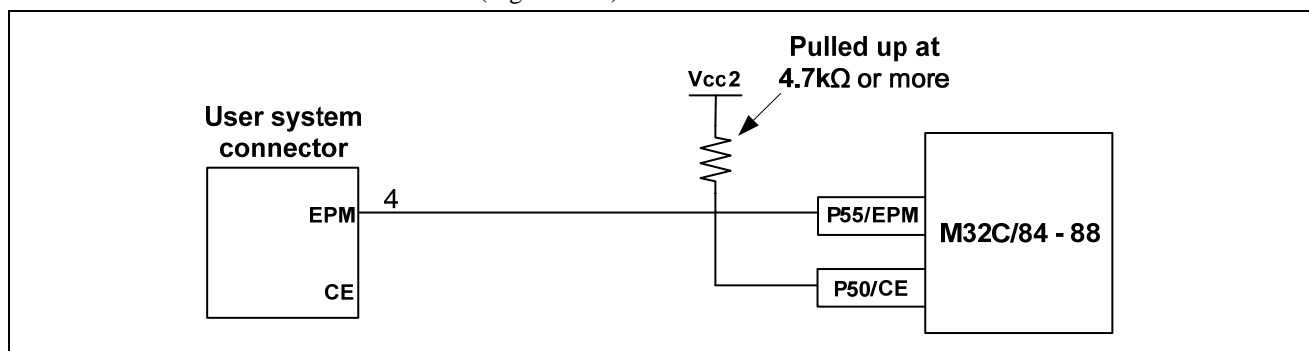 Pulled up at
4.7kΩ or more
Vcc2
User system
connector
EPM
4
P55/EPM
M32C/84 - 88
CE
P50/CE